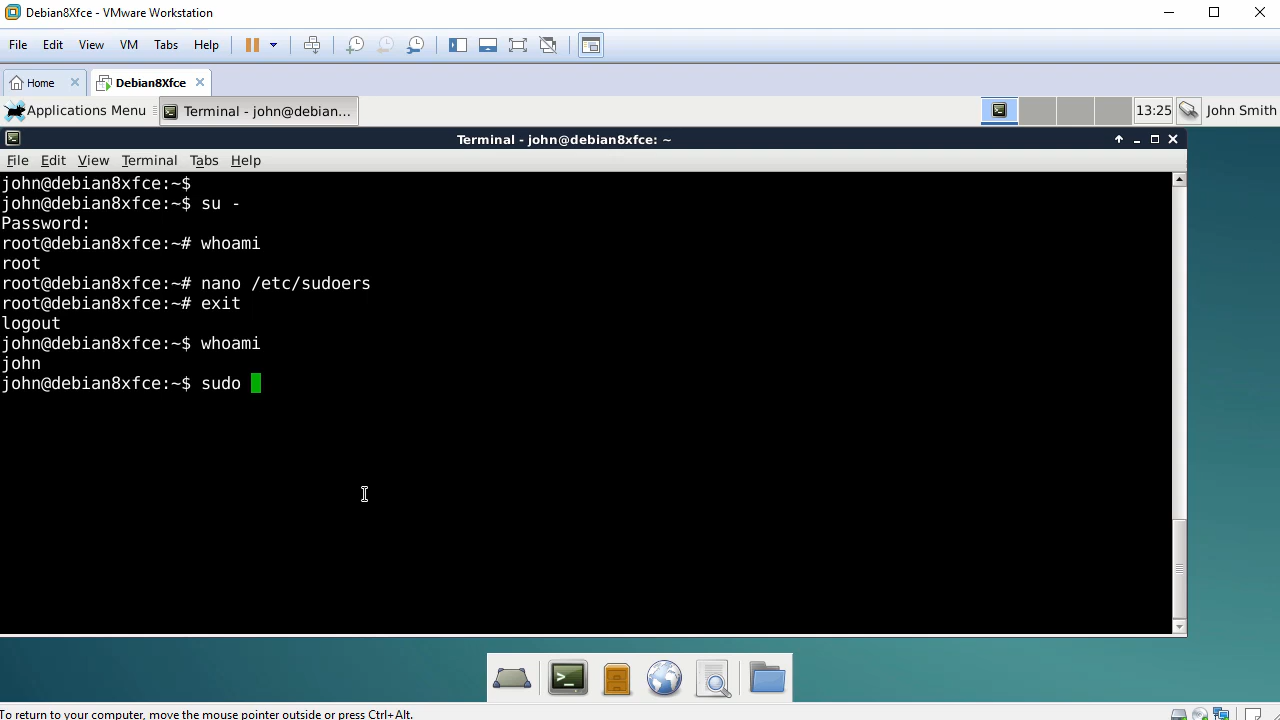 Debian8Xfce - VMware Workstation
File Edit View VM Tabs Help
Home Debian8Xfce
Applications Menu Terminal - john@debian... 13:25 John Smith
Terminal - john@debian8xfce: ~
File Edit View Terminal Tabs Help
john@debian8xfce:~$
john@debian8xfce:~$ su -
Password:
root@debian8xfce:~# whoami
root
root@debian8xfce:~# nano /etc/sudoers
root@debian8xfce:~# exit
logout
john@debian8xfce:~$ whoami
john
john@debian8xfce:~$ sudo
To return to your computer, move the mouse pointer outside or press Ctrl+Alt.